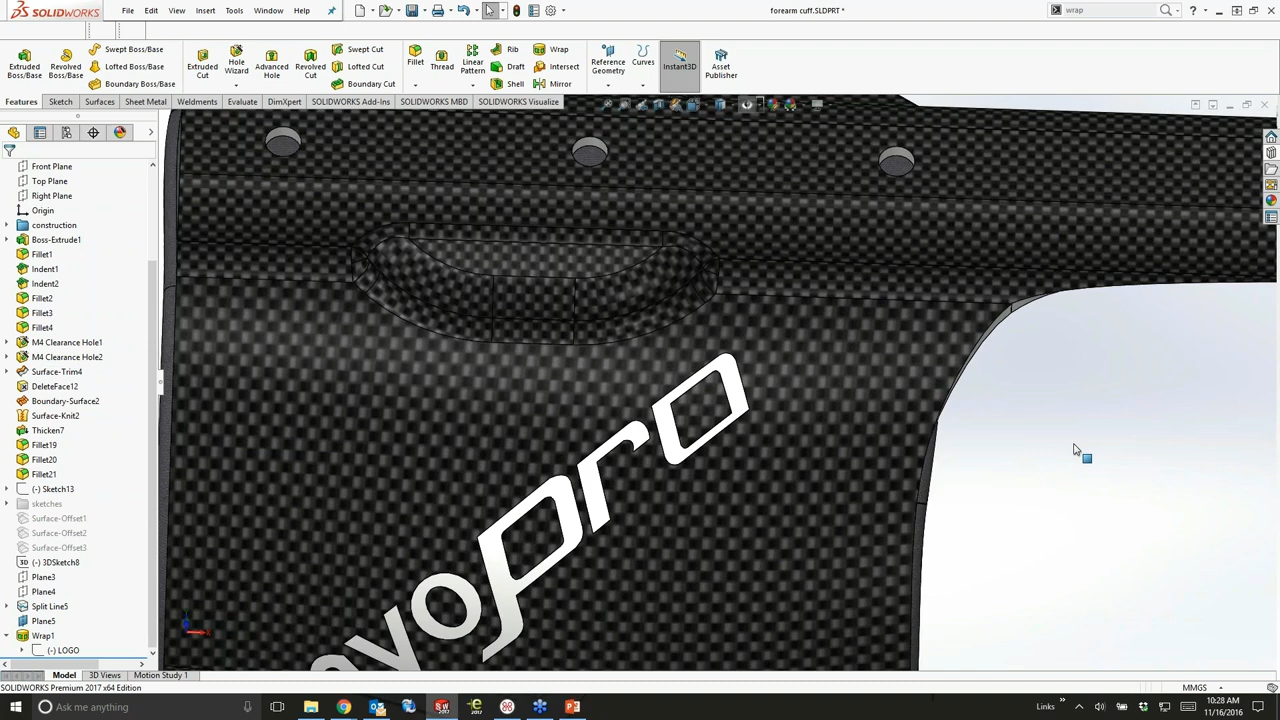 SOLIDWORKS
File
Edit
View
Insert
Tools
Window
Help
forearm cuff.SLDPRT *
wrap
Extruded Boss/Base
Revolved Boss/Base
Swept Boss/Base
Lofted Boss/Base
Boundary Boss/Base
Extruded Cut
Hole Wizard
Advanced Hole
Revolved Cut
Swept Cut
Lofted Cut
Boundary Cut
Fillet
Thread
Linear Pattern
Rib
Draft
Shell
Wrap
Intersect
Mirror
Reference Geometry
Curves
Instant3D
Asset Publisher
Features
Sketch
Surfaces
Sheet Metal
Weldments
Evaluate
DimXpert
SOLIDWORKS Add-Ins
SOLIDWORKS MBD
SOLIDWORKS Visualize
Front Plane
Top Plane
Right Plane
Origin
construction
Boss-Extrude1
Fillet1
Indent1
Indent2
Fillet2
Fillet3
Fillet4
M4 Clearance Hole1
M4 Clearance Hole2
Surface-Trim4
DeleteFace12
Boundary-Surface2
Surface-Knit2
Thicken7
Fillet19
Fillet20
Fillet21
(-) Sketch13
sketches
Surface-Offset1
Surface-Offset2
Surface-Offset3
3D (-) 3DSketch8
Plane3
Plane4
Split Line5
Plane5
Wrap1
(-) LOGO
yopro
Model
3D Views
Motion Study 1
SOLIDWORKS Premium 2017 x64 Edition
MMGS
Ask me anything
Links
10:28 AM
11/16/2016